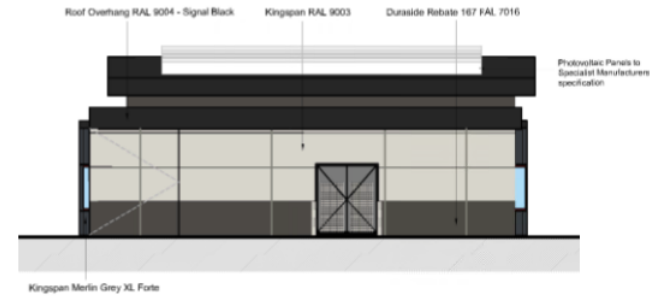 Roof Overhang RAL 9004 - Signal Black
Kingspan RAL 9003
Duraside Rebate 167 RAL 7016
Photovoltaic Panels to
Specialist Manufacturers
specification
Kingspan Merlin Grey XL Forte